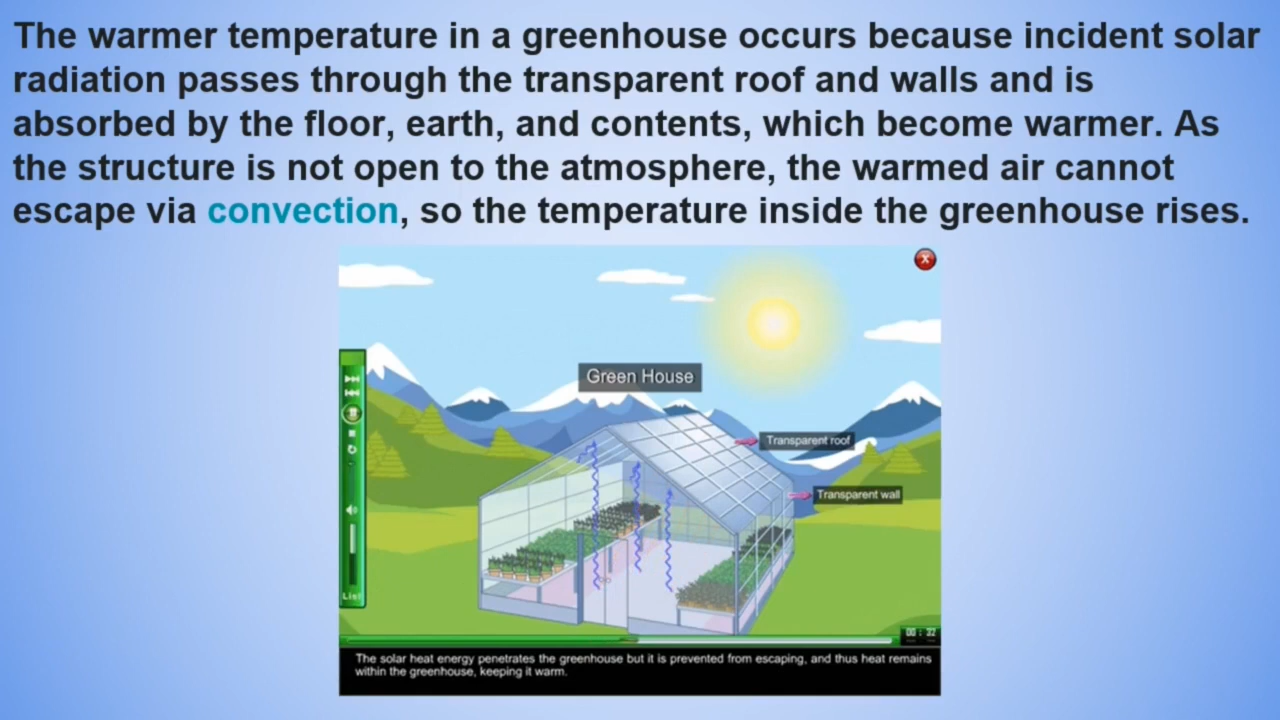 The warmer temperature in a greenhouse occurs because incident solar
radiation passes through the transparent roof and walls and is
absorbed by the floor, earth, and contents, which become warmer. As
the structure is not open to the atmosphere, the warmed air cannot
escape via convection, so the temperature inside the greenhouse rises.
X
Green House
Transparent roof
Transparent wall
List
00 : 32
The solar heat energy penetrates the greenhouse but it is prevented from escaping, and thus heat remains
within the greenhouse, keeping it warm.